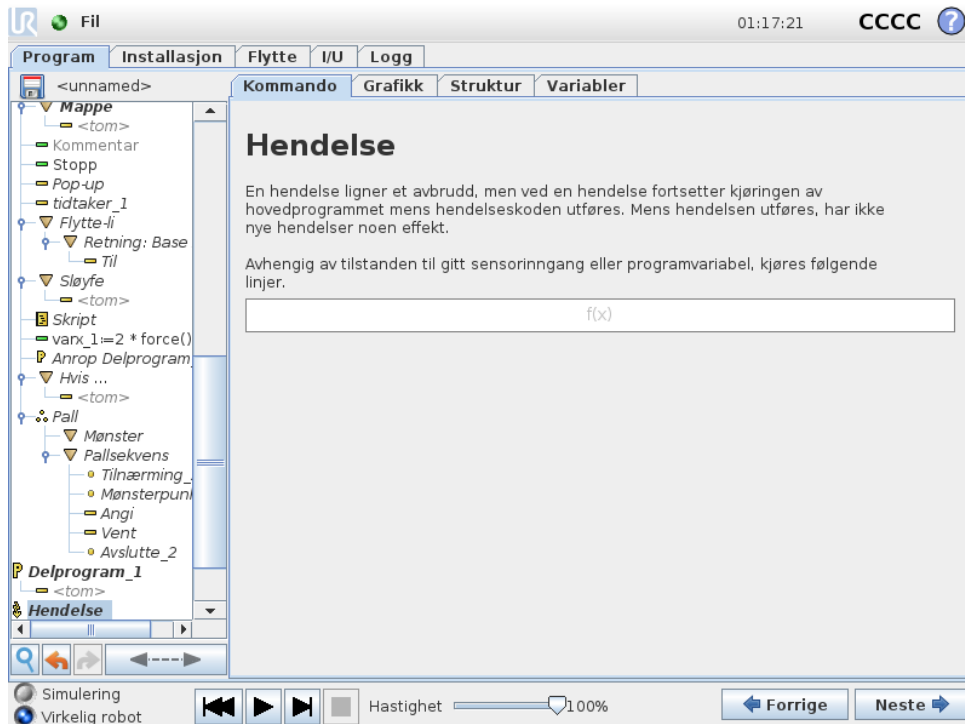 Fil
01:17:21
CCCC
?
Program Installasjon Flytte I/U Logg
<unnamed>
Kommando Grafikk Struktur Variabler
Mappe
<tom>
Kommentar
Stopp
Pop-up
tidtaker_1
Flytte-li
Retning: Base
Til
Sløyfe
<tom>
Skript
varx_1:=2 * force()
Anrop Delprogram_
Hvis ...
<tom>
Pall
Mønster
Pallsekvens
Tilnærming_
Mønsterpun
Angi
Vent
Avslutte_2
Delprogram_1
<tom>
Hendelse
Hendelse
En hendelse ligner et avbrudd, men ved en hendelse fortsetter kjøringen av
hovedprogrammet mens hendelseskoden utføres. Mens hendelsen utføres, har ikke
nye hendelser noen effekt.
Avhengig av tilstanden til gitt sensorinngang eller programvariabel, kjøres følgende
linjer.
f(x)
Simulering
Virkelig robot
Hastighet 100%
Forrige
Neste